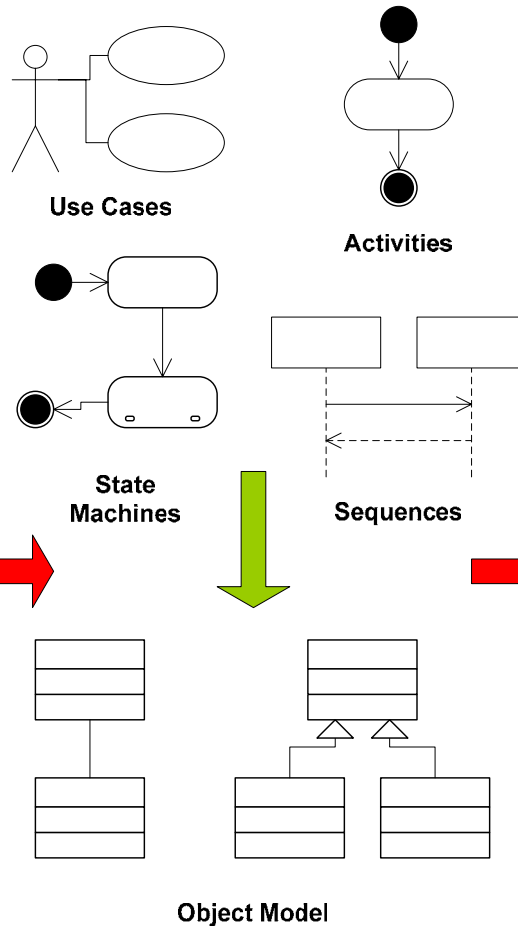 Use Cases
Activities
State
Machines
Sequences
Object Model